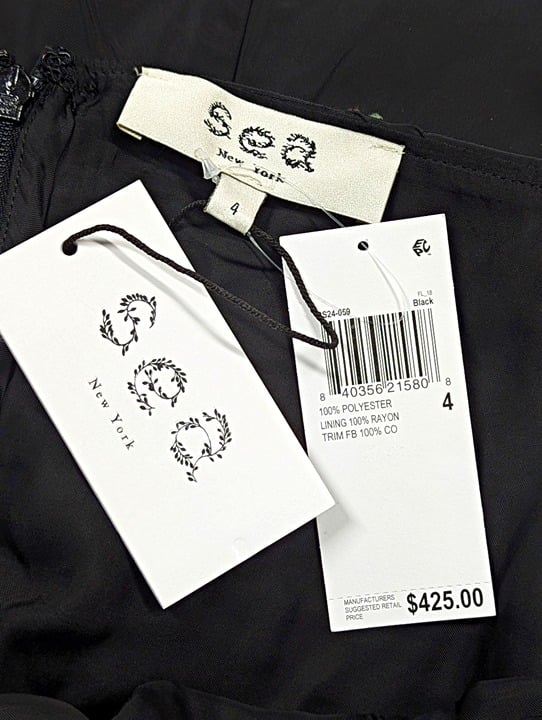 sea
New York
4
sea
New York
EPC
FL_18
S24-059
Black
8 40356 21580 8
100% POLYESTER
LINING 100% RAYON
TRIM FB 100% CO
4
MANUFACTURERS
SUGGESTED RETAIL
PRICE
$425.00